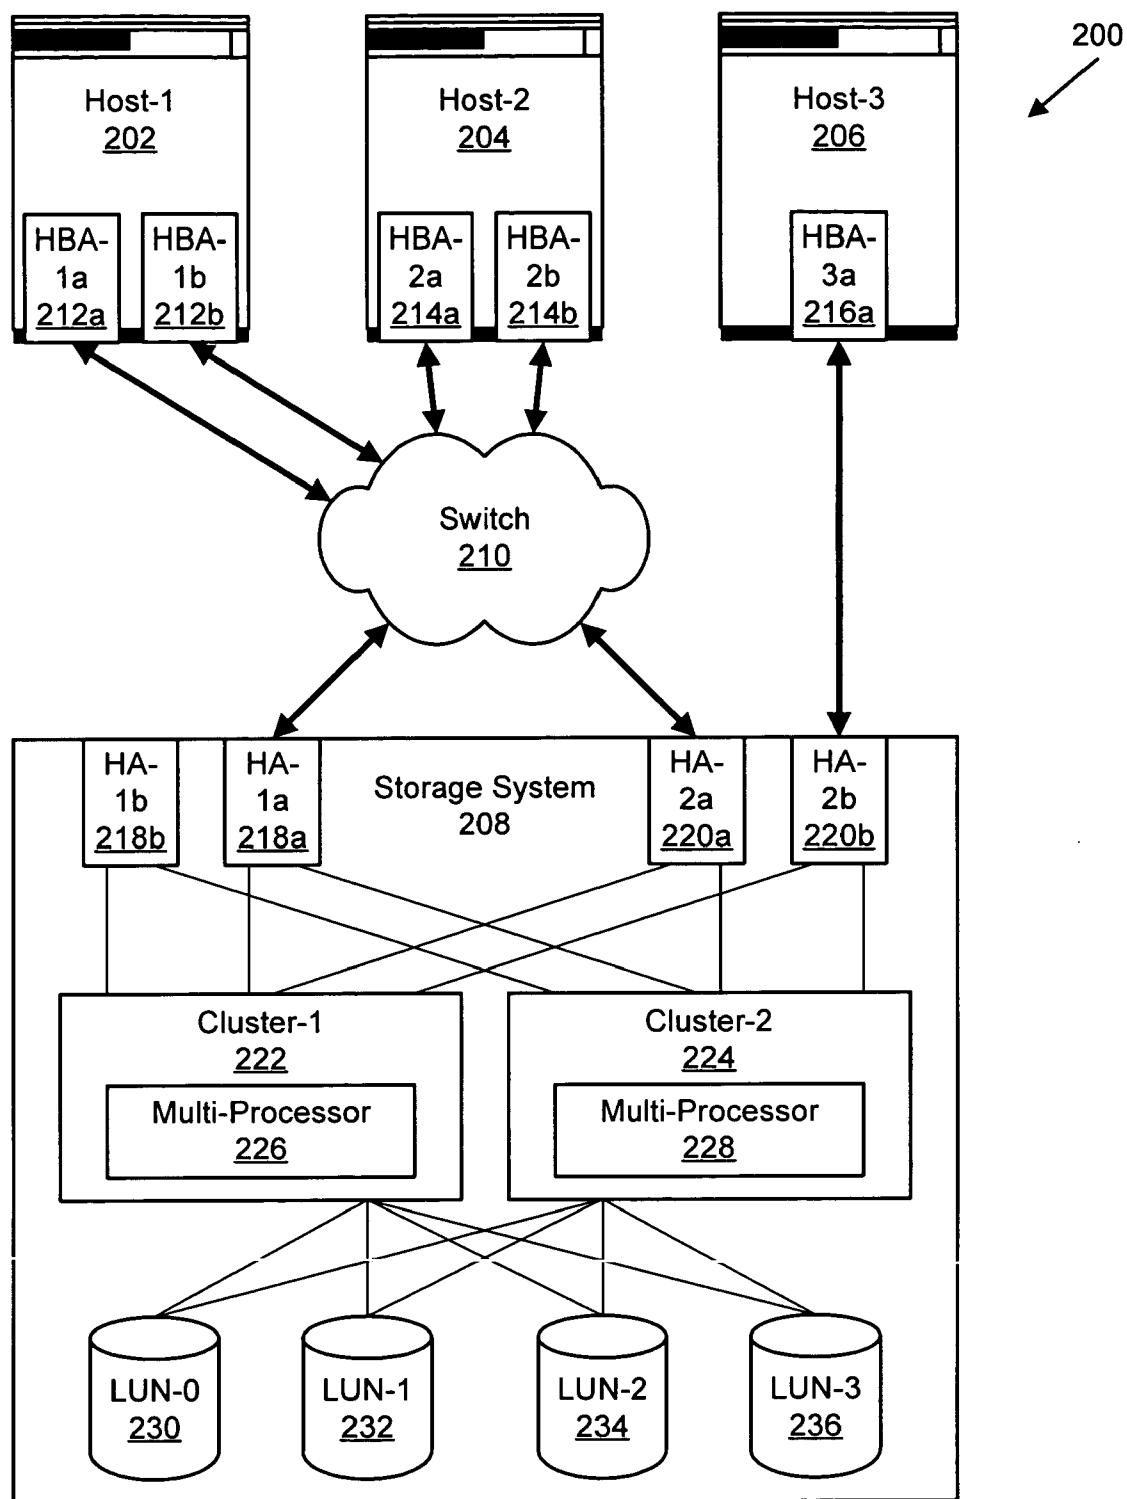 200
Host-1
202
Host-2
204
Host-3
206
HBA-
1a
212a
HBA-
1b
212b
HBA-
2a
214a
HBA-
2b
214b
HBA-
3a
216a
Switch
210
HA-
1b
218b
HA-
1a
218a
Storage System
208
HA-
2a
220a
HA-
2b
220b
Cluster-1
222
Multi-Processor
226
Cluster-2
224
Multi-Processor
228
LUN-0
230
LUN-1
232
LUN-2
234
LUN-3
236